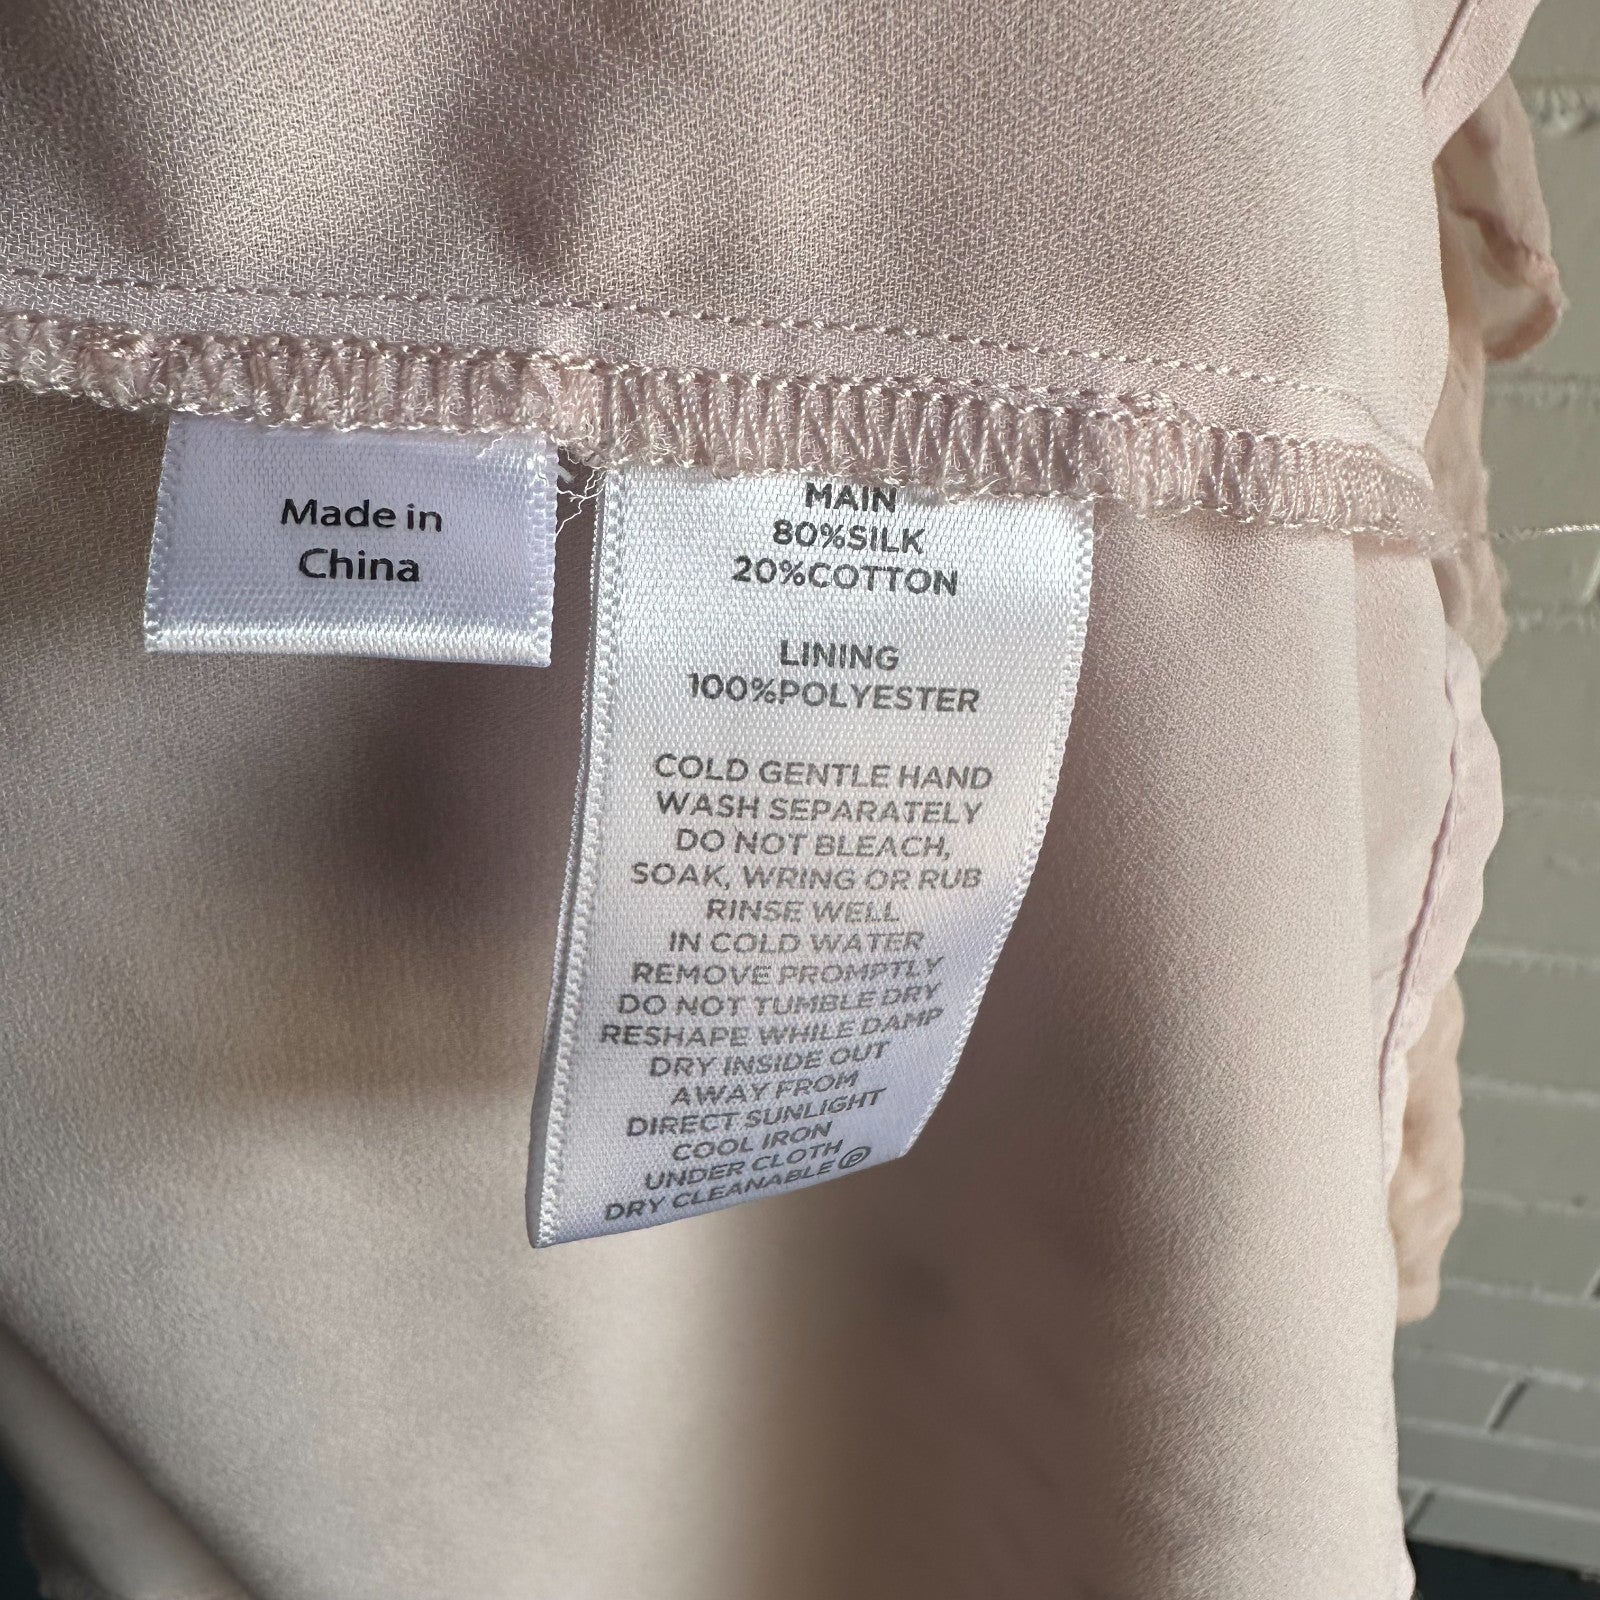 Made in
China
MAIN
80%SILK
20%COTTON
LINING
100%POLYESTER
COLD GENTLE HAND
WASH SEPARATELY
DO NOT BLEACH,
SOAK, WRING OR RUB
RINSE WELL
IN COLD WATER
REMOVE PROMPTLY
DO NOT TUMBLE DRY
RESHAPE WHILE DAMP
DRY INSIDE OUT
AWAY FROM
DIRECT SUNLIGHT
COOL IRON
UNDER CLOTH
DRY CLEANABLE Ⓟ